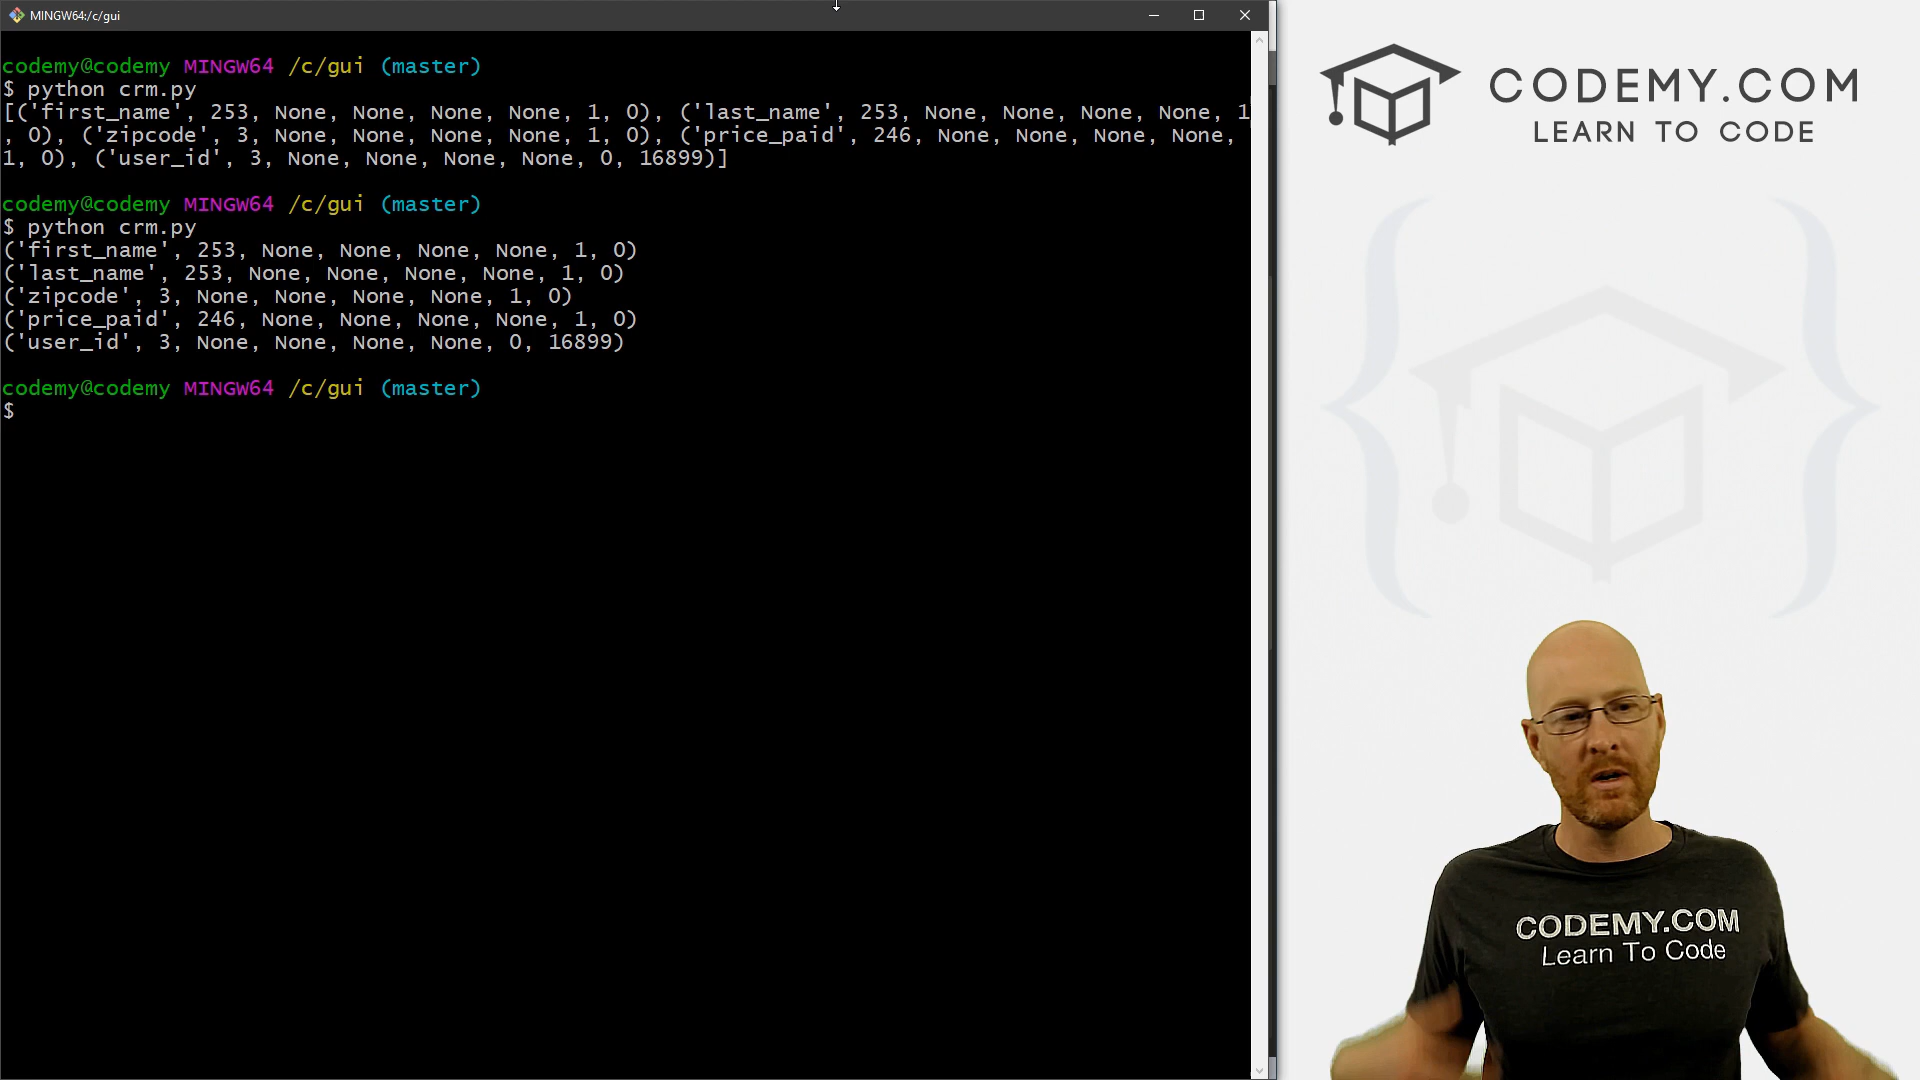 MINGW64:/c/gui
codemy@codemy MINGW64 /c/gui (master)
$ python crm.py
[('first_name', 253, None, None, None, None, 1, 0), ('last_name', 253, None, None, None, None, 1
, 0), ('zipcode', 3, None, None, None, None, 1, 0), ('price_paid', 246, None, None, None, None,
1, 0), ('user_id', 3, None, None, None, None, 0, 16899)]
codemy@codemy MINGW64 /c/gui (master)
$ python crm.py
('first_name', 253, None, None, None, None, 1, 0)
('last_name', 253, None, None, None, None, 1, 0)
('zipcode', 3, None, None, None, None, 1, 0)
('price_paid', 246, None, None, None, None, 1, 0)
('user_id', 3, None, None, None, None, 0, 16899)
codemy@codemy MINGW64 /c/gui (master)
$
CODEMY.COM
LEARN TO CODE
CODEMY.COM
Learn To Code